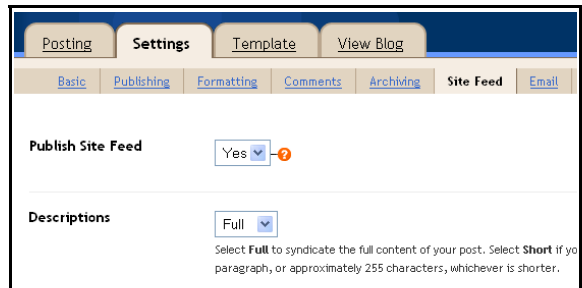 Posting Settings Template View Blog
Basic Publishing Formatting Comments Archiving Site Feed Email
Publish Site Feed Yes ?
Descriptions Full
Select Full to syndicate the full content of your post. Select Short if yo
paragraph, or approximately 255 characters, whichever is shorter.